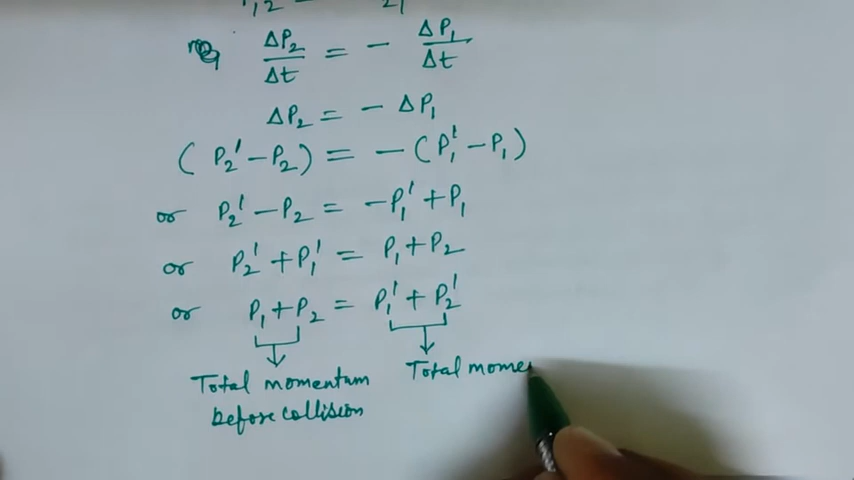 ΔP₂/Δt = - ΔP₁/Δt
ΔP₂ = - ΔP₁
(P₂' - P₂) = - (P₁' - P₁)
or P₂' - P₂ = -P₁' + P₁
or P₂' + P₁' = P₁ + P₂
or P₁ + P₂ = P₁' + P₂'
Total momentum before collision
Total mome